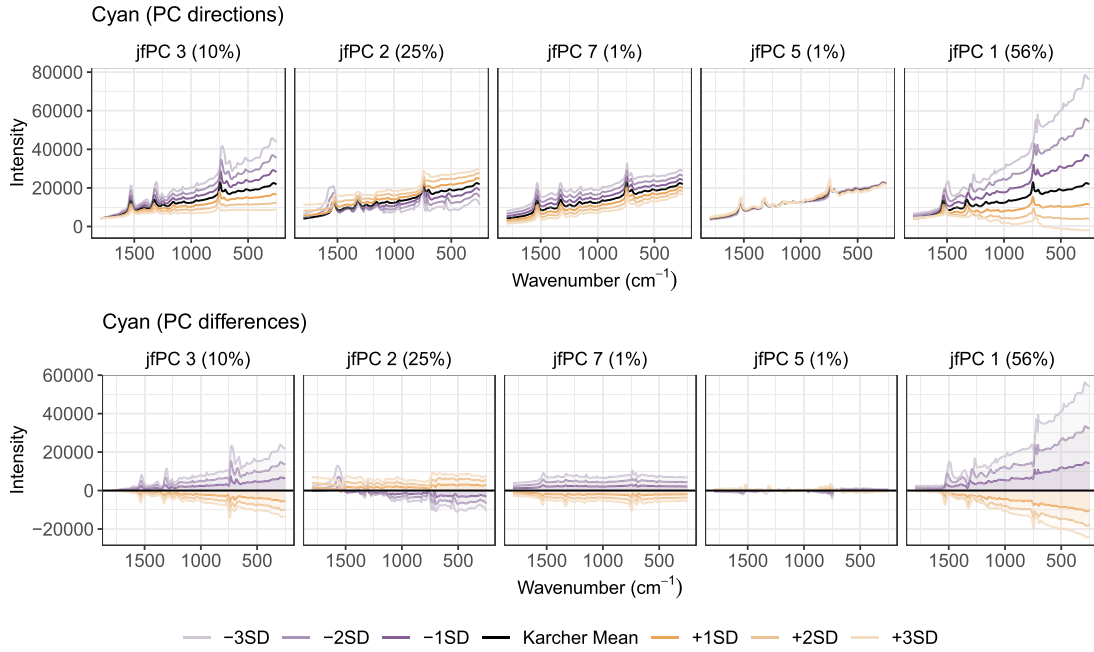 Cyan (PC directions)
jfPC 3 (10%) jfPC 2 (25%) jfPC 7 (1%) jfPC 5 (1%) jfPC 1 (56%)
80000
60000
40000
20000
0
Intensity
1500 1000 500 1500 1000 500 1500 1000 500 1500 1000 500 1500 1000 500
Wavenumber (cm⁻¹)
Cyan (PC differences)
jfPC 3 (10%) jfPC 2 (25%) jfPC 7 (1%) jfPC 5 (1%) jfPC 1 (56%)
60000
40000
20000
0
−20000
Intensity
1500 1000 500 1500 1000 500 1500 1000 500 1500 1000 500 1500 1000 500
Wavenumber (cm⁻¹)
−3SD −2SD −1SD Karcher Mean +1SD +2SD +3SD